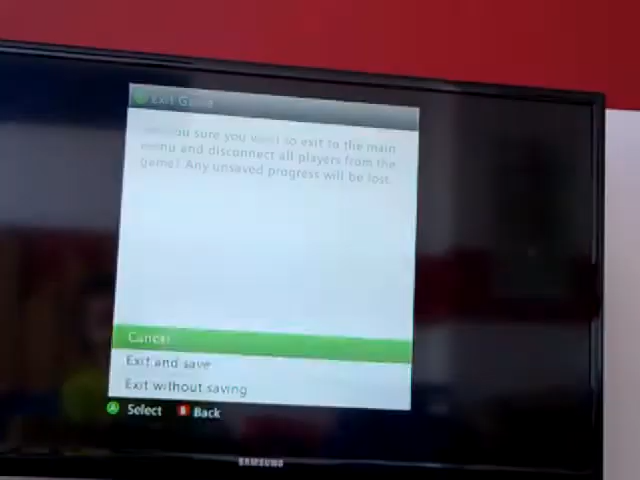 Exit Game
Are you sure you want to exit to the main
menu and disconnect all players from the
game? Any unsaved progress will be lost.
Cancel
Exit and save
Exit without saving
A Select B Back
SAMSUNG